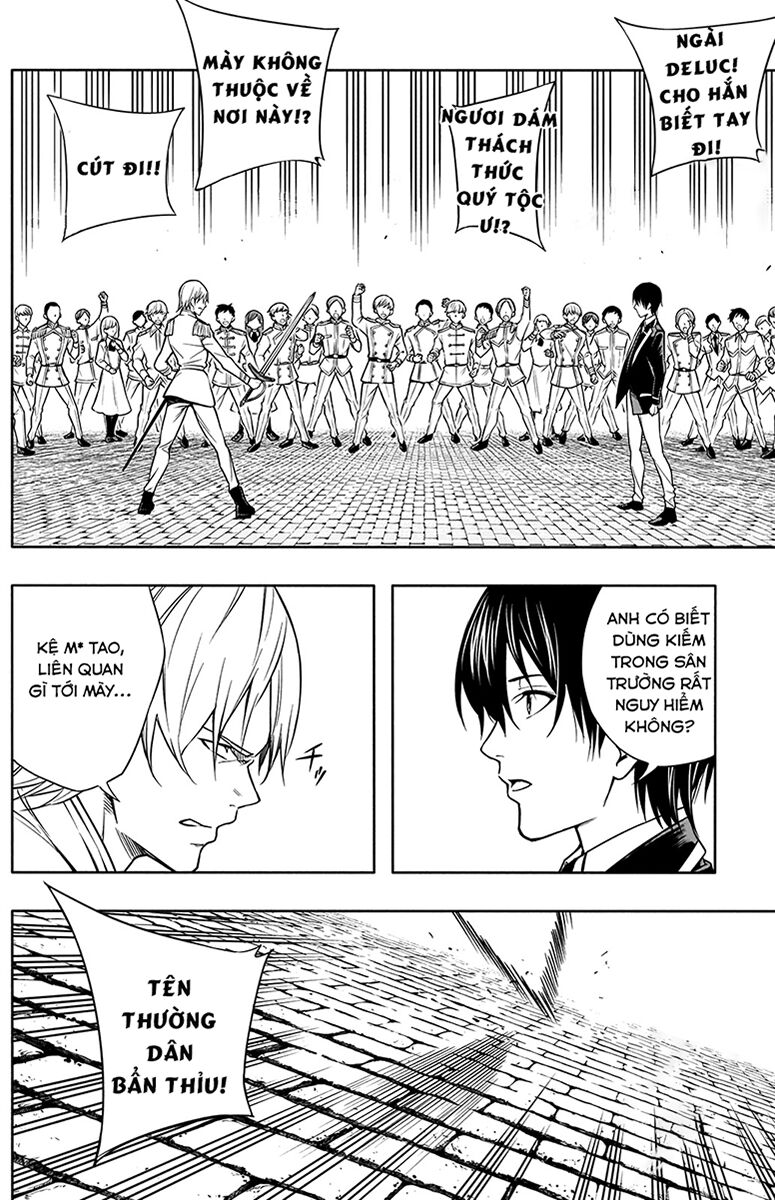 NGÀI
DELUC!
CHO HẮN
BIẾT TAY
ĐI!
NGƯƠI DÁM
THÁCH
THỨC
QUÝ TỘC
Ư!?
MÀY KHÔNG
THUỘC VỀ
NƠI NÀY!?
CÚT ĐI!!
ANH CÓ BIẾT
DÙNG KIẾM
TRONG SÂN
TRƯỜNG RẤT
NGUY HIỂM
KHÔNG?
KỆ M* TAO,
LIÊN QUAN
GÌ TỚI MÀY...
チッ
TÊN
THƯỜNG
DÂN
BẨN THỈU!